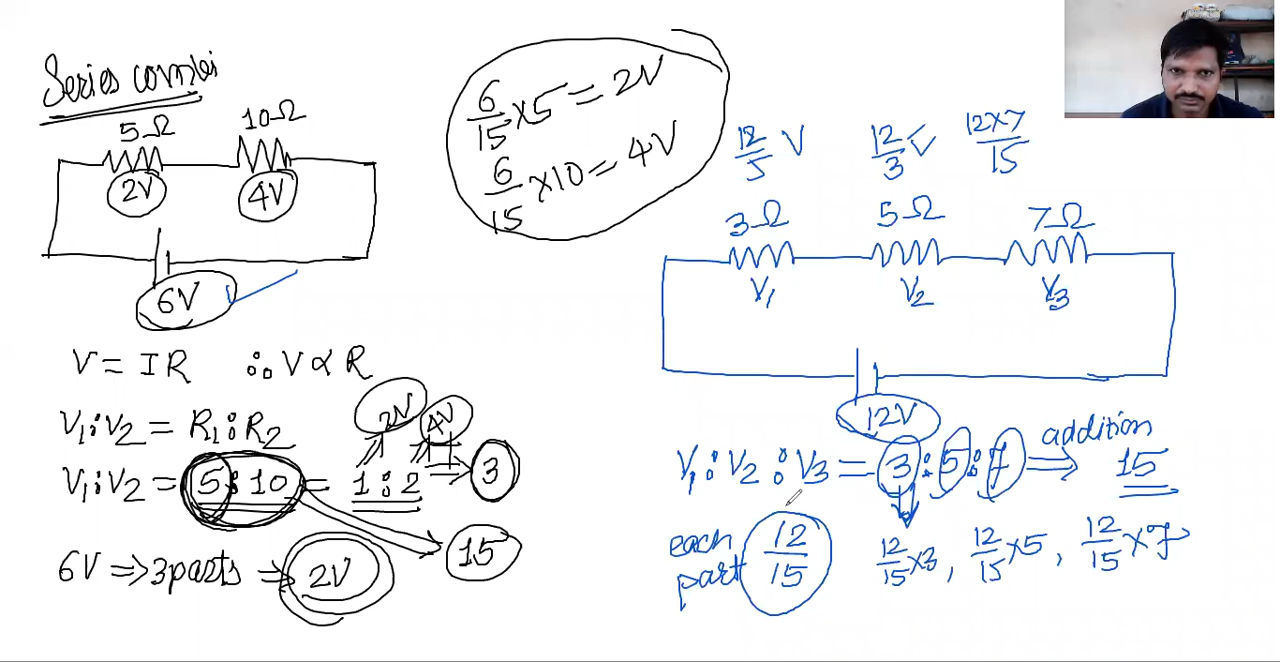 Series combi
5Ω 10Ω
2V 4V
6V
V = IR ∴ V ∝ R
V₁:V₂ = R₁:R₂
2V 4V
V₁:V₂ = 5:10 = 1:2 ⇒ 3
15
6V ⇒ 3 parts ⇒ 2V
6/15 × 5 = 2V
6/15 × 10 = 4V
12/5 V 12/3 V 12×7/15
3Ω 5Ω 7Ω
V₁ V₂ V₃
12V
V₁:V₂:V₃ = 3:5:7 ⇒ addition 15
each part 12/15
12/15 × 3, 12/15 × 5, 12/15 × 7